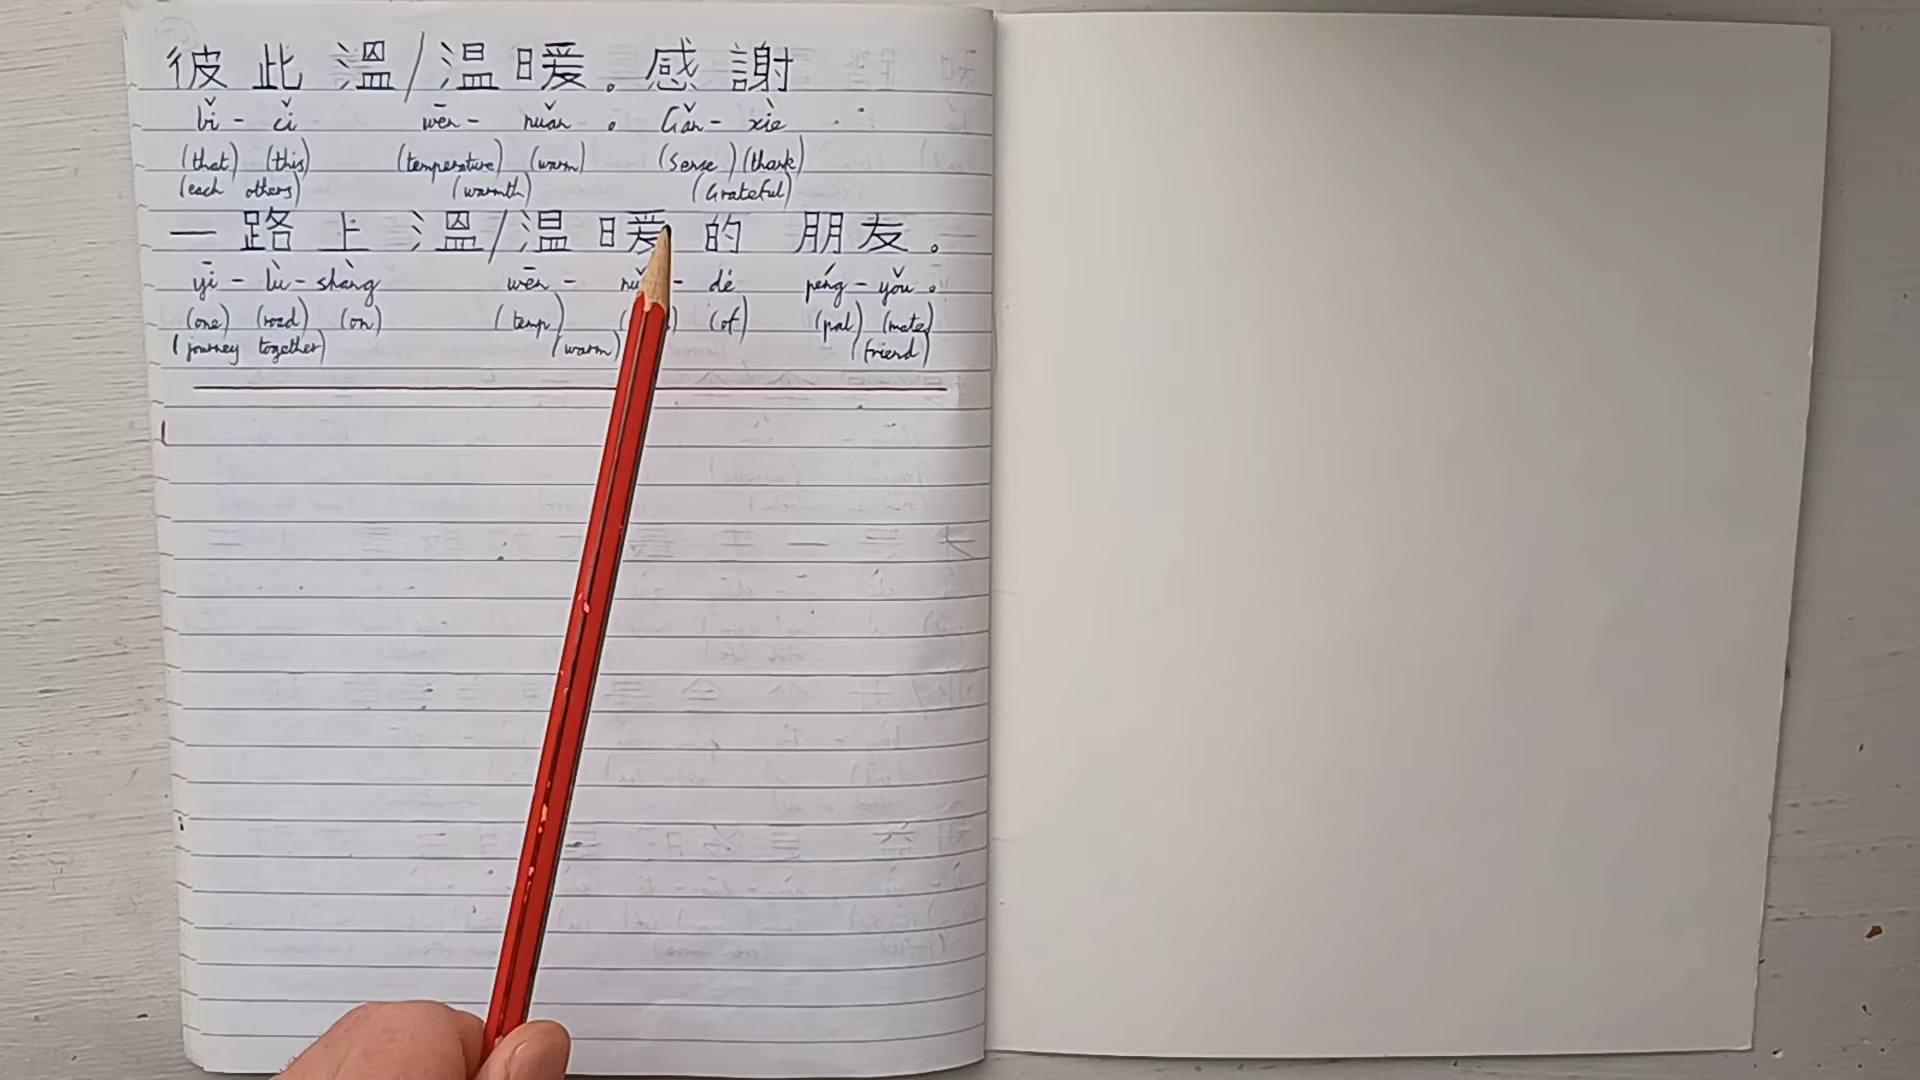 彼此溫/温暖。感謝
bǐ - cǐ wēn - nuǎn 。 Gǎn - xiè
(that) (this) (temperature) (warm) (Sense) (thank)
(each others) (warmth) (Grateful)
一路上溫/温暖的 朋友。
yī - lù - shàng wēn - - dé péng - yǒu 。
(one) (road) (on) (temp) (of) (pal) (mate)
(journey together) (warm) (friend)